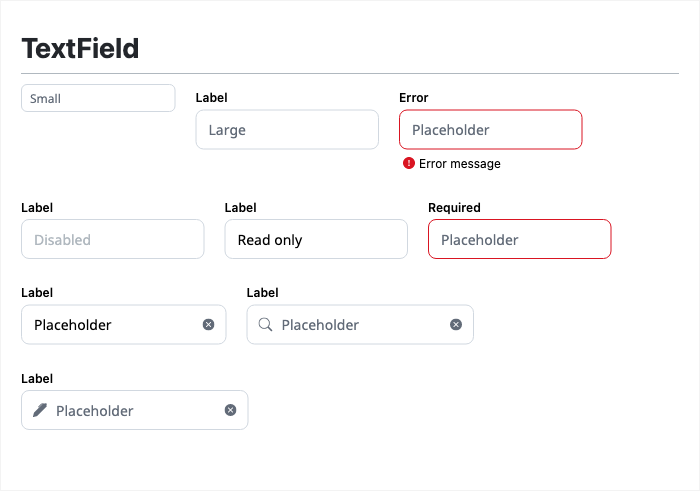 TextField
Small
Label
Large
Error
Placeholder
Error message
Label
Disabled
Label
Read only
Required
Placeholder
Label
Placeholder
Label
Placeholder
Label
Placeholder